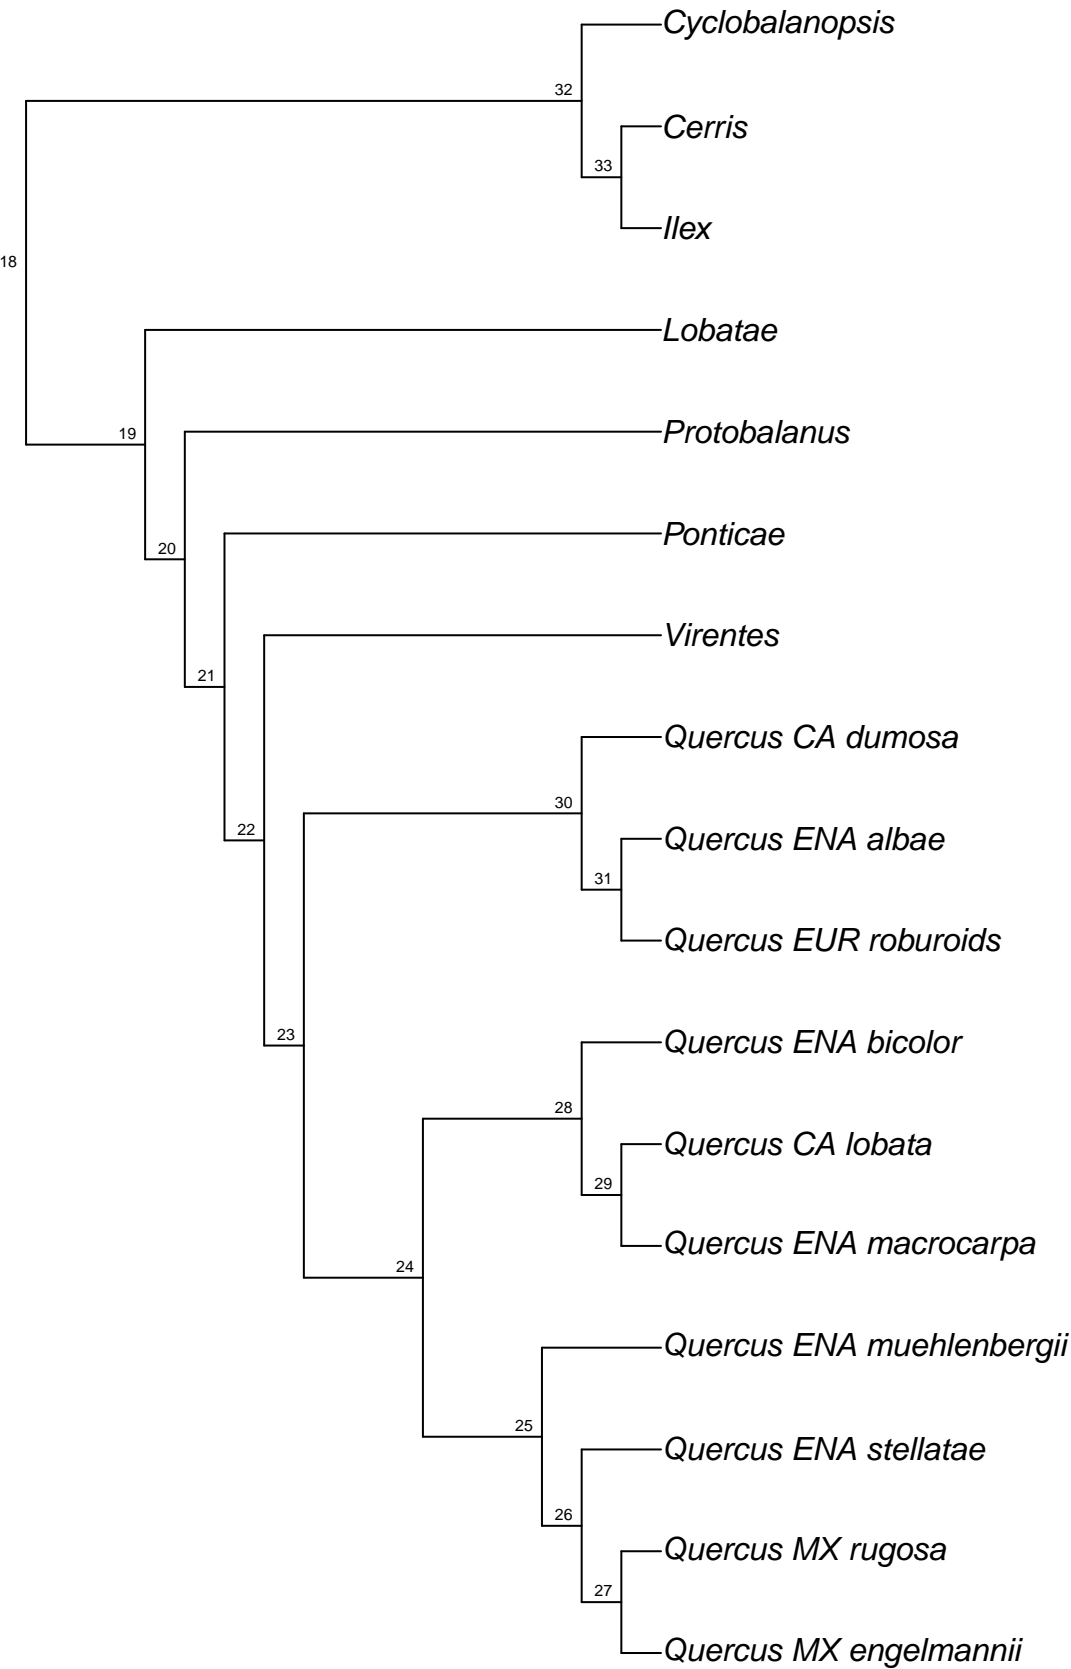 Cyclobalanopsis
32
Cerris
33
Ilex
18
Lobatae
19
Protobalanus
20
Ponticae
21
Virentes
Quercus CA dumosa
30
22
Quercus ENA albae
31
Quercus EUR roburoids
23
Quercus ENA bicolor
28
Quercus CA lobata
29
Quercus ENA macrocarpa
24
Quercus ENA muehlenbergii
25
Quercus ENA stellatae
26
Quercus MX rugosa
27
Quercus MX engelmannii